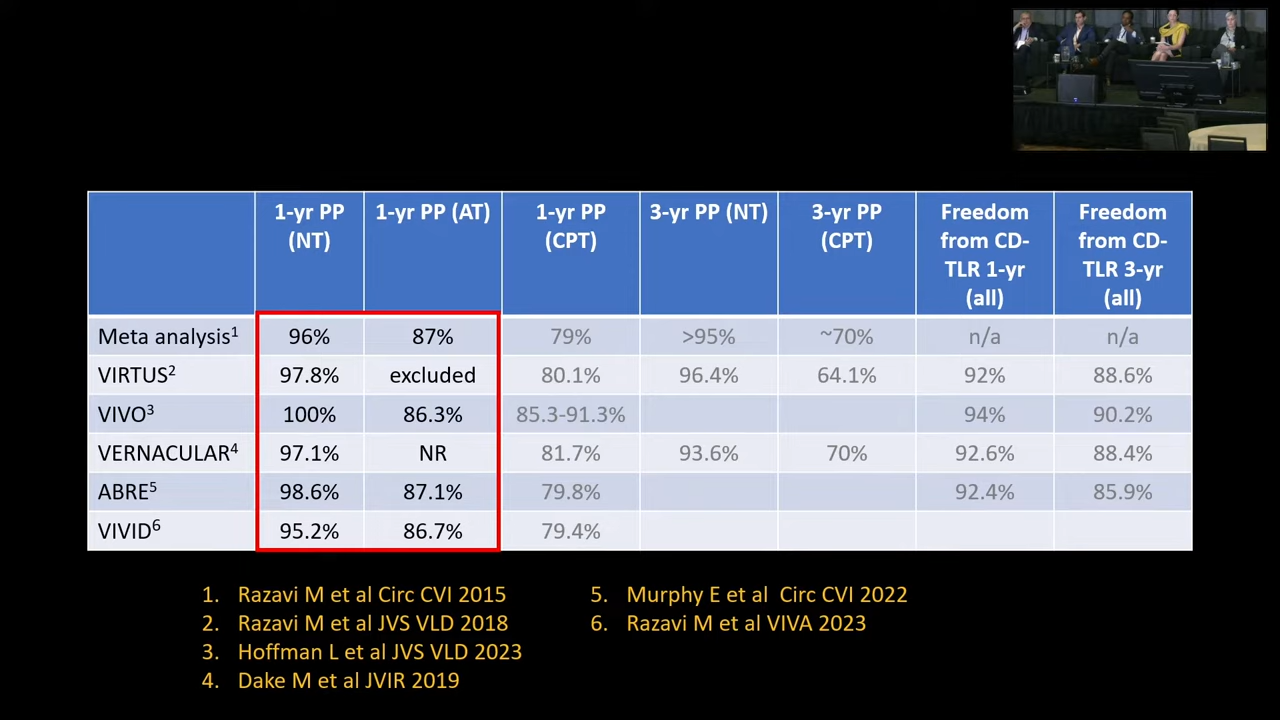 1-yr PP (NT) 1-yr PP (AT) 1-yr PP (CPT) 3-yr PP (NT) 3-yr PP (CPT) Freedom from CD-TLR 1-yr (all) Freedom from CD-TLR 3-yr (all)
Meta analysis1 96% 87% 79% >95% ~70% n/a n/a
VIRTUS2 97.8% excluded 80.1% 96.4% 64.1% 92% 88.6%
VIVO3 100% 86.3% 85.3-91.3% 94% 90.2%
VERNACULAR4 97.1% NR 81.7% 93.6% 70% 92.6% 88.4%
ABRE5 98.6% 87.1% 79.8% 92.4% 85.9%
VIVID6 95.2% 86.7% 79.4%
1. Razavi M et al Circ CVI 2015
2. Razavi M et al JVS VLD 2018
3. Hoffman L et al JVS VLD 2023
4. Dake M et al JVIR 2019
5. Murphy E et al Circ CVI 2022
6. Razavi M et al VIVA 2023